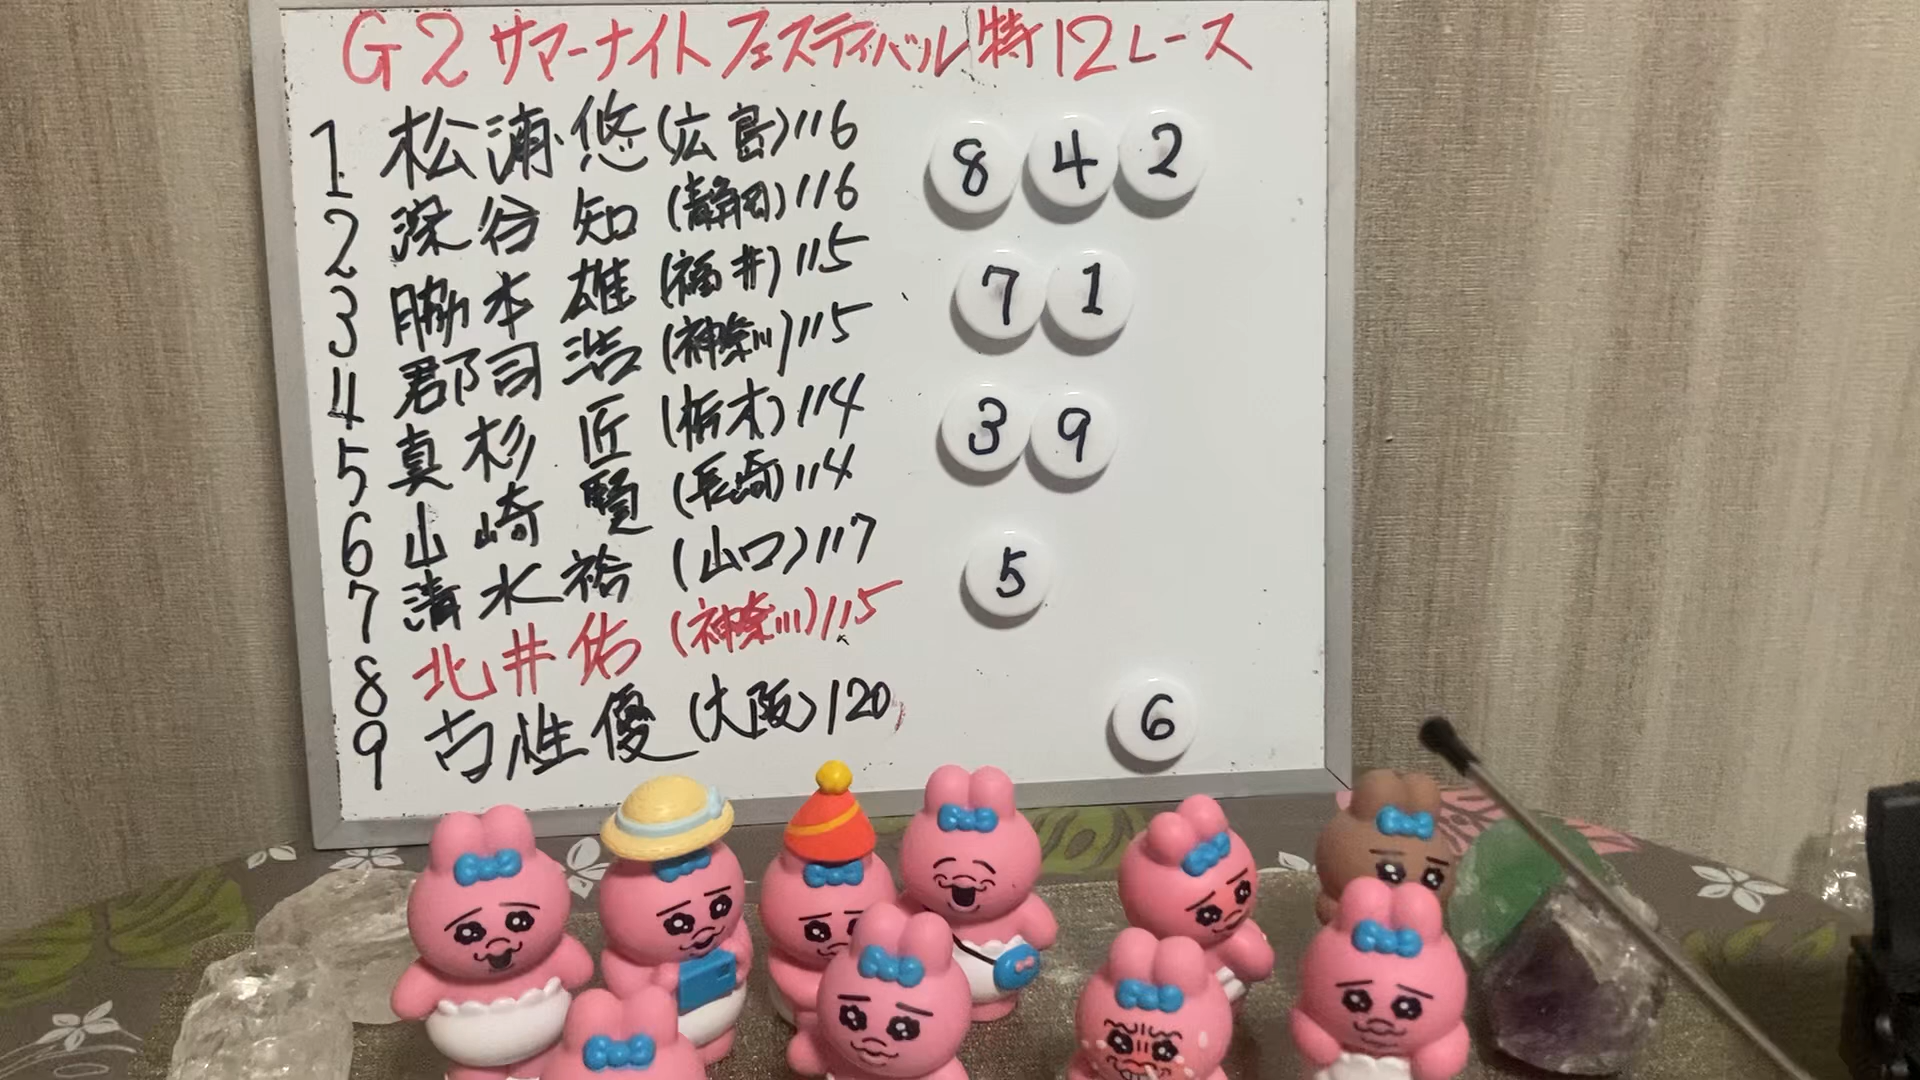 G2 サマーナイトフェスティバル 特12レース
1 松浦 悠 (広島) 116
2 深谷 知 (静岡) 116
3 脇本 雄 (福井) 115
4 郡司 浩 (神奈川) 115
5 真杉 匠 (栃木) 114
6 山崎 賢 (長崎) 114
7 清水 裕 (山口) 117
8 北井 佑 (神奈川) 115
9 古性 優 (大阪) 120
8 4 2
7 1
3 9
5
6